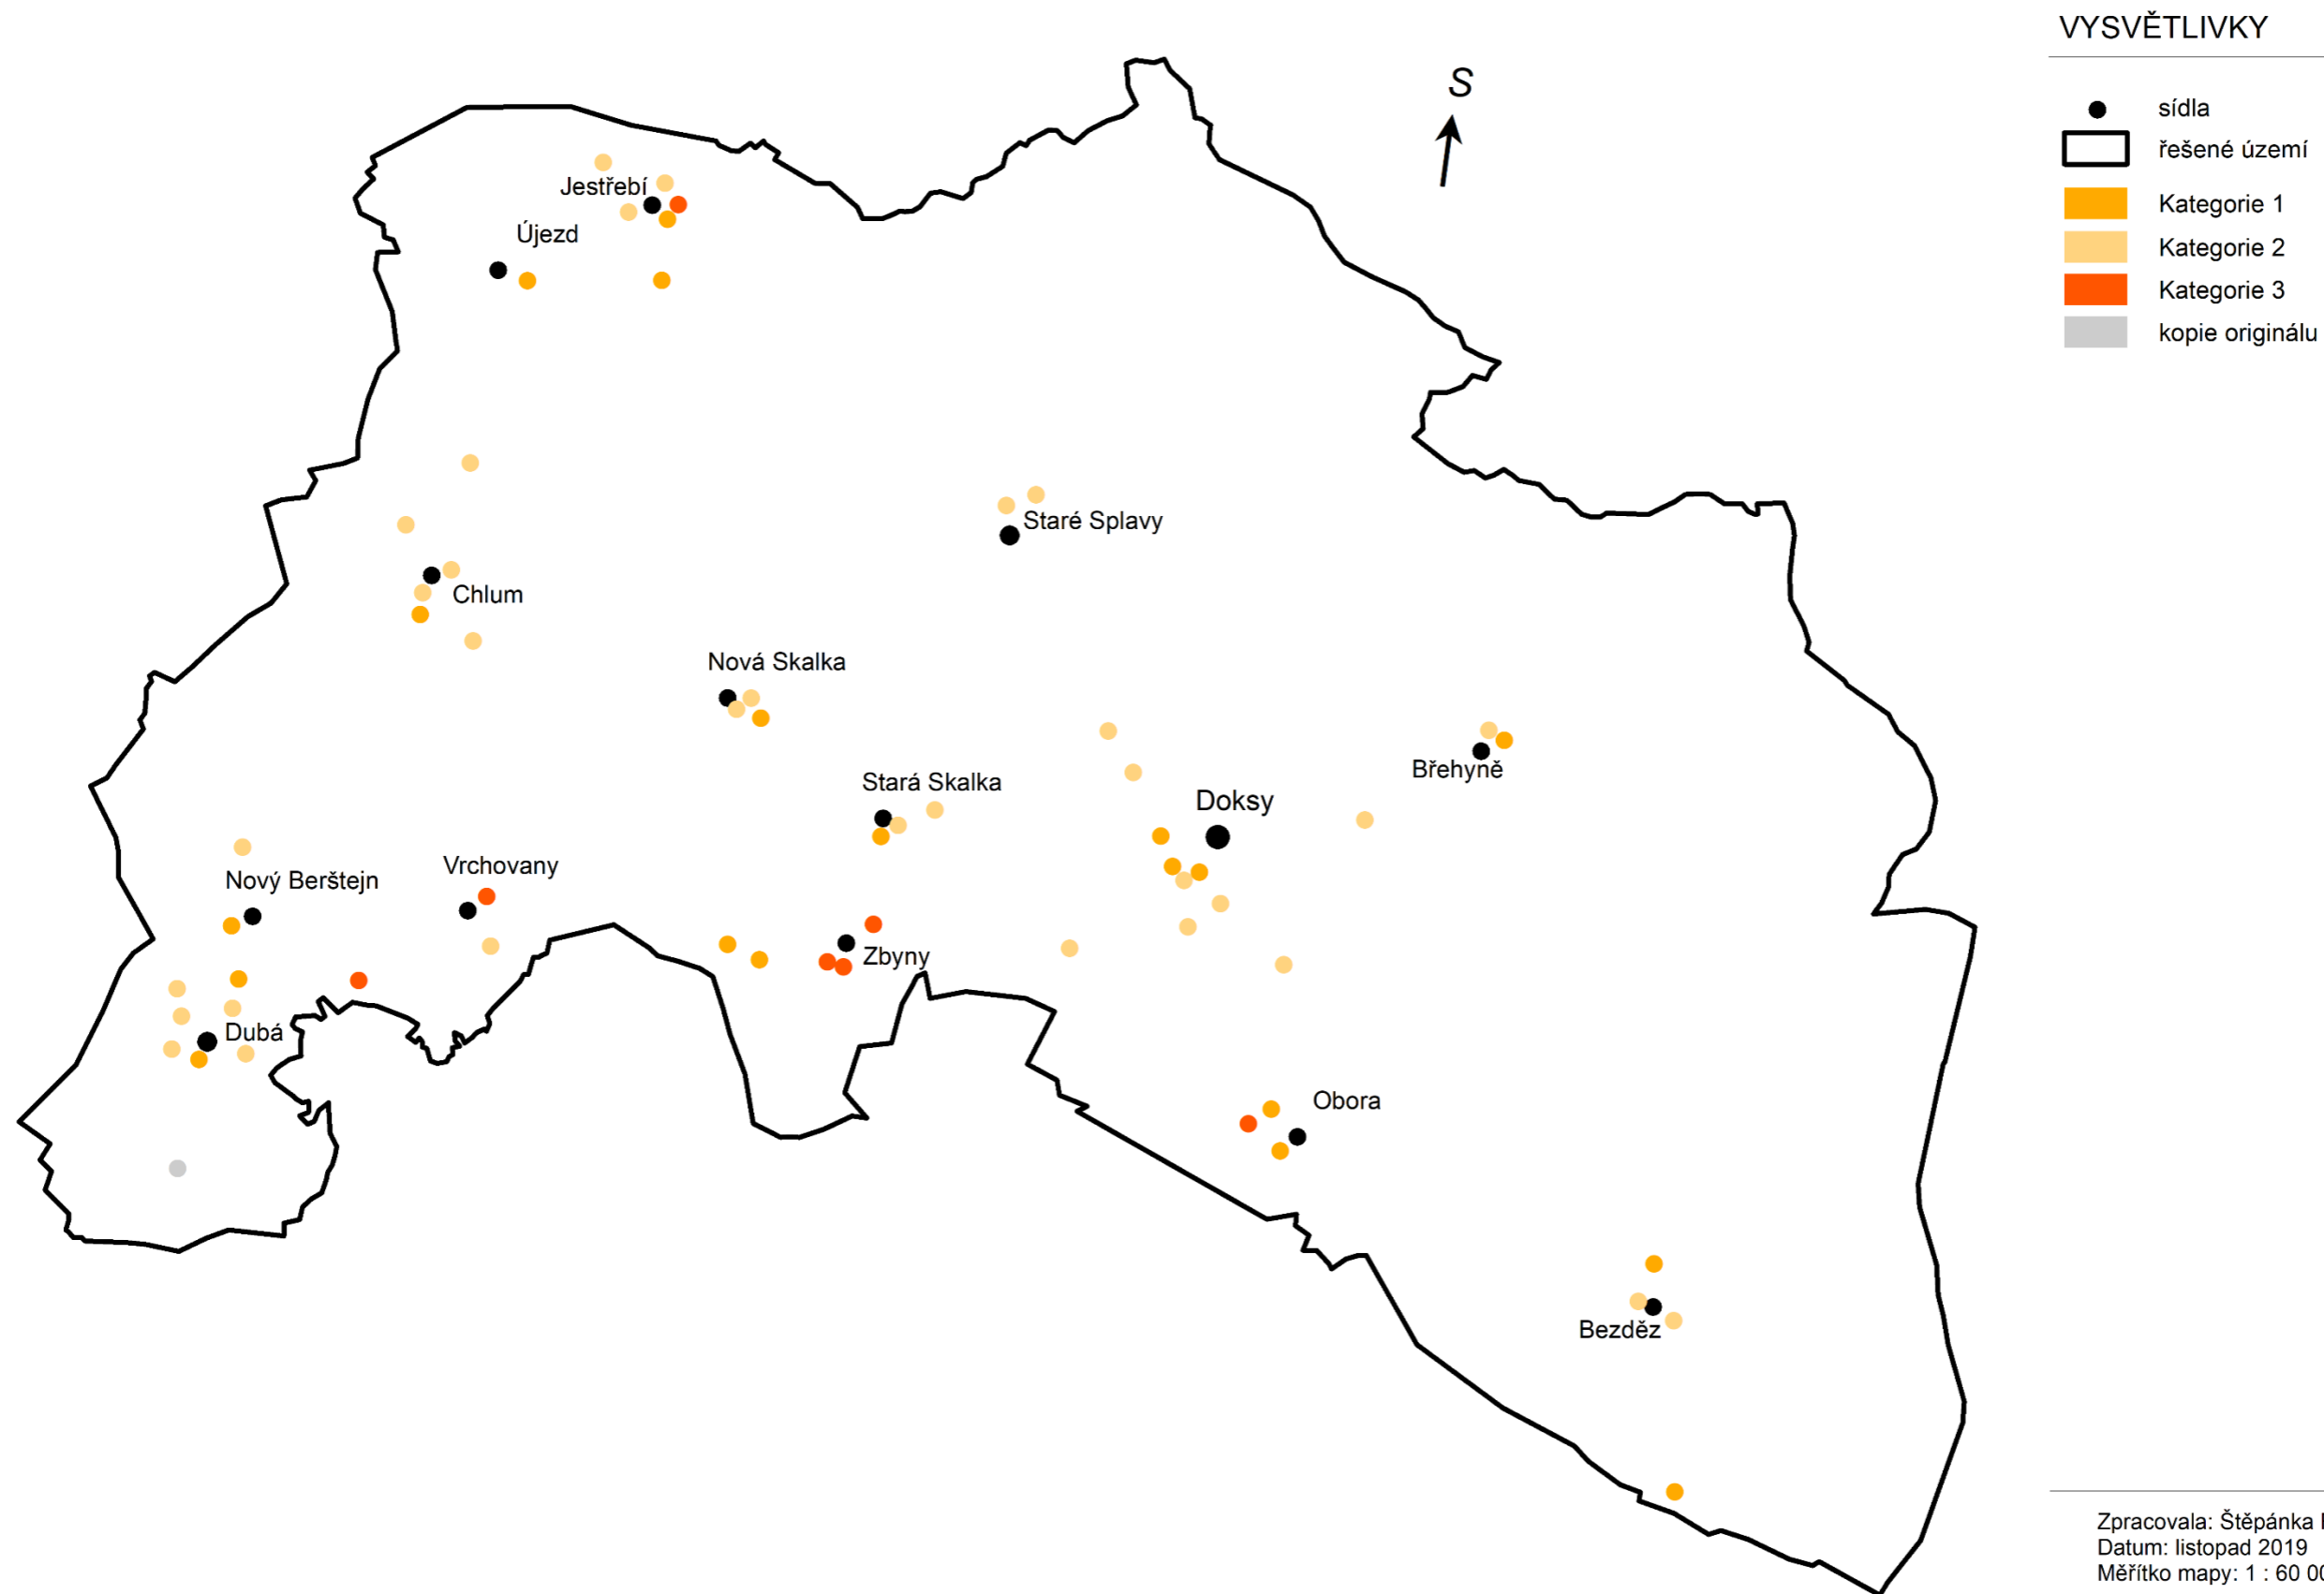 VYSVĚTLIVKY
S
sídla
řešené území
Kategorie 1
Kategorie 2
Kategorie 3
kopie originálu
Jestřebí
Újezd
Staré Splavy
Chlum
Nová Skalka
Břehyně
Stará Skalka
Doksy
Vrchovany
Nový Berštejn
Zbyny
Dubá
Obora
Bezděz
Zpracovala: Štěpánka
Datum: listopad 2019
Měřítko mapy: 1 : 60